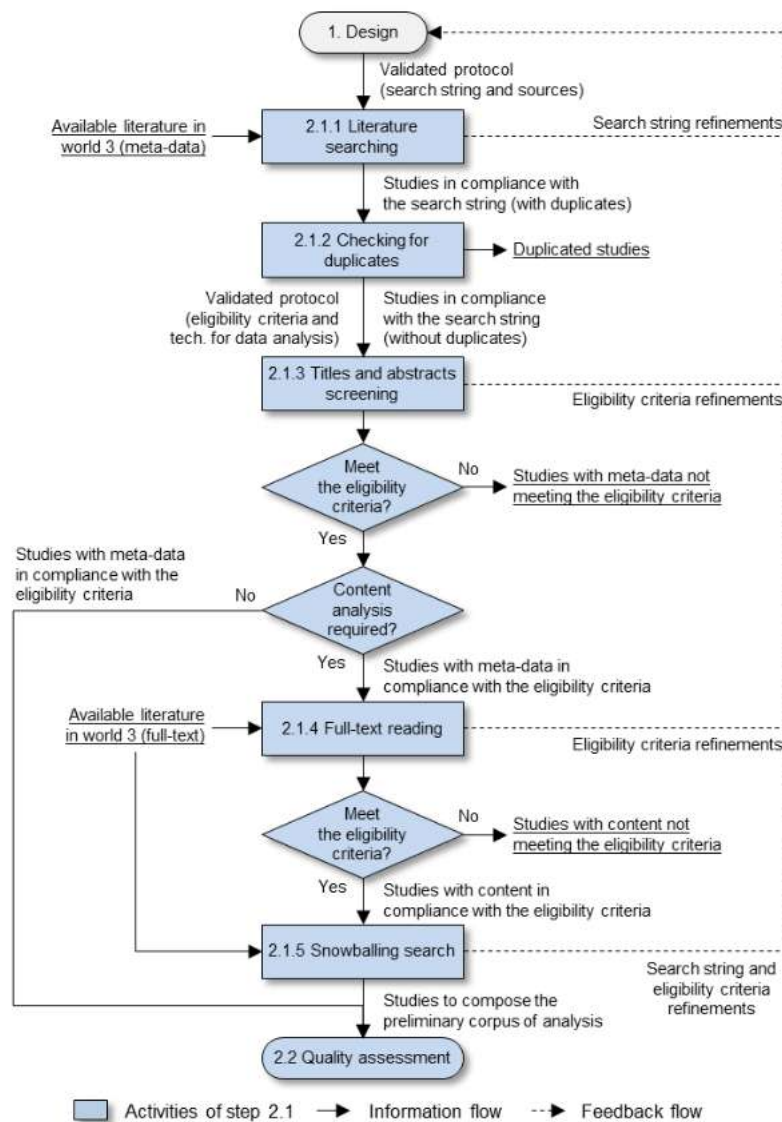 1. Design
Validated protocol
(search string and sources)
Available literature in
world 3 (meta-data)
2.1.1 Literature
searching
Search string refinements
Studies in compliance with
the search string (with duplicates)
2.1.2 Checking for
duplicates
Duplicated studies
Validated protocol
(eligibility criteria and
tech. for data analysis)
Studies in compliance
with the search string
(without duplicates)
2.1.3 Titles and abstracts
screening
Eligibility criteria refinements
Meet
the eligibility
criteria?
No
Studies with meta-data not
meeting the eligibility criteria
Yes
Studies with meta-data
in compliance with the
eligibility criteria
No
Content
analysis
required?
Yes
Studies with meta-data in
compliance with the eligibility criteria
Available literature
in world 3 (full-text)
2.1.4 Full-text reading
Eligibility criteria refinements
Meet
the eligibility
criteria?
No
Studies with content not
meeting the eligibility criteria
Yes
Studies with content in
compliance with the eligibility criteria
2.1.5 Snowballing search
Search string and
eligibility criteria
refinements
Studies to compose the
preliminary corpus of analysis
2.2 Quality assessment
Activities of step 2.1
Information flow
Feedback flow